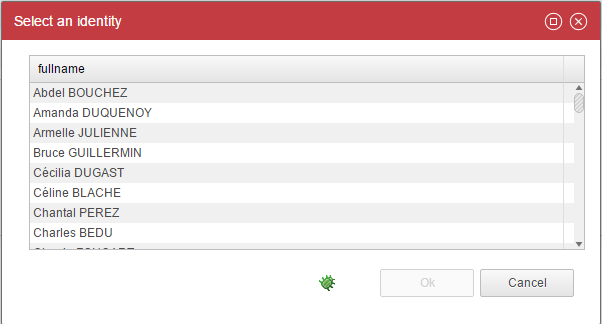 Select an identity
fullname
Abdel BOUCHEZ
Amanda DUQUENOY
Armelle JULIENNE
Bruce GUILLERMIN
Cécilia DUGAST
Céline BLACHE
Chantal PEREZ
Charles BEDU
Ok Cancel